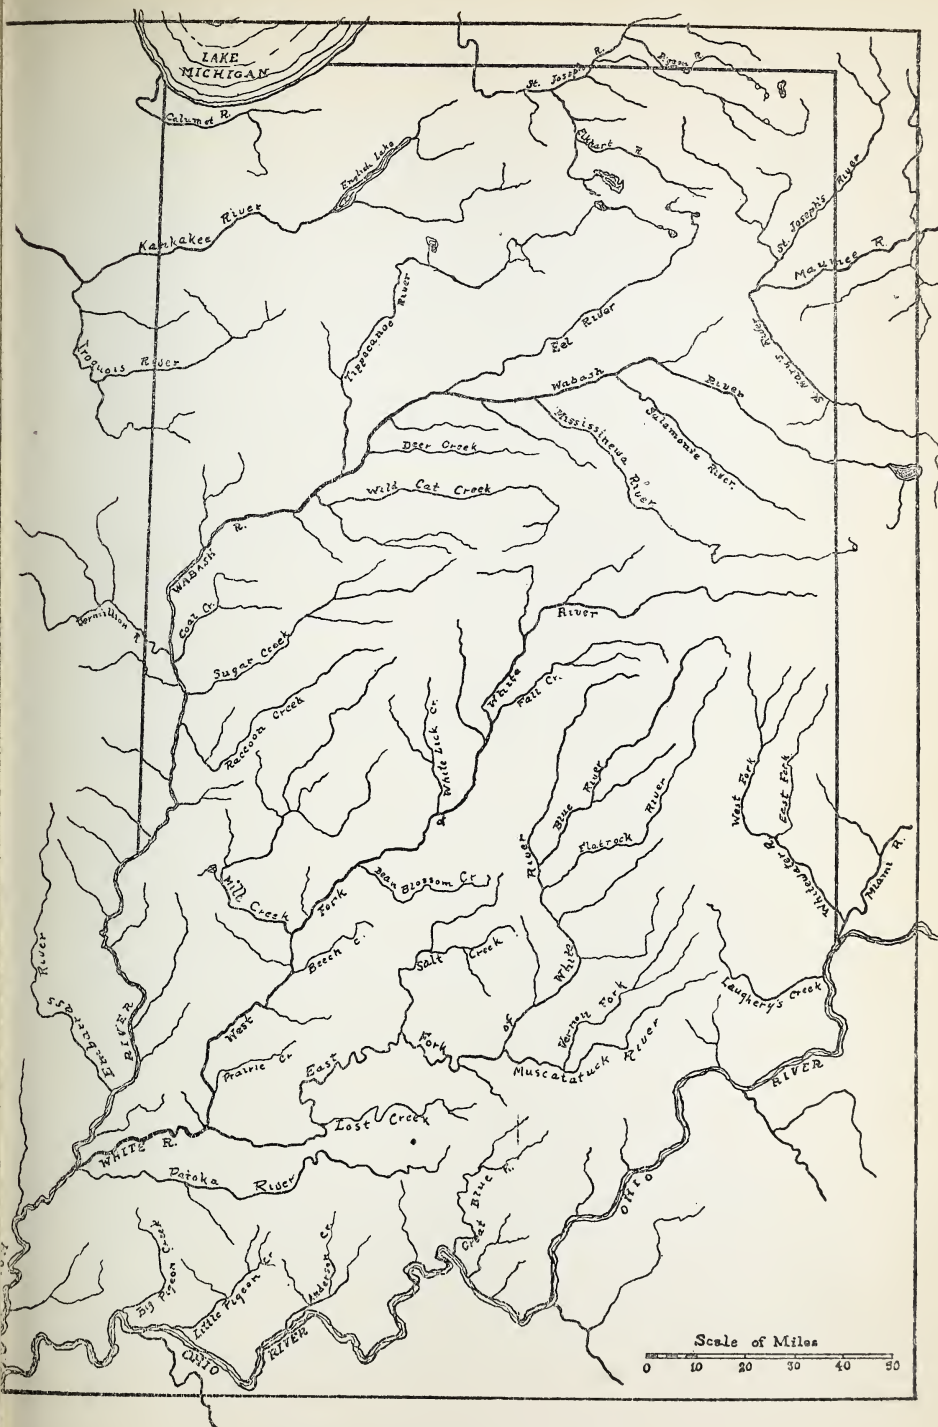 LAKE
MICHIGAN
Calumet R.
St. Joseph R.
Pigeon R.
Elkhart R
English Lake
Kankakee River
St. Joseph's River
Maumee R.
Iroquois River
Tippecanoe River
Eel River
Wabash River
St. Mary's River
Mississinewa River
Salamonie River.
Deer Creek
Wild Cat Creek
WABASH R.
Coal Cr.
Vermillion R
Sugar Creek
White River
Fall Cr.
Raccoon Creek
White Lick Cr.
Blue River
Flatrock River
West Fork
East Fork
Whitewater R.
Miami R.
Mill Creek
Bean Blossom Cr.
Fork
Beech C.
Salt Creek
River
White
of
Fork
East
West
Prairie Cr
Vernon Fork
Muscatatuck River
Laughery's Creek
Embarass River
RIVER
Lost Creek
WHITE R.
Patoka River
Great Blue R.
OHIO
RIVER
Big Pigeon Creek
Little Pigeon Cr
Anderson Cr.
OHIO RIVER
Scale of Miles
0 10 20 30 40 50